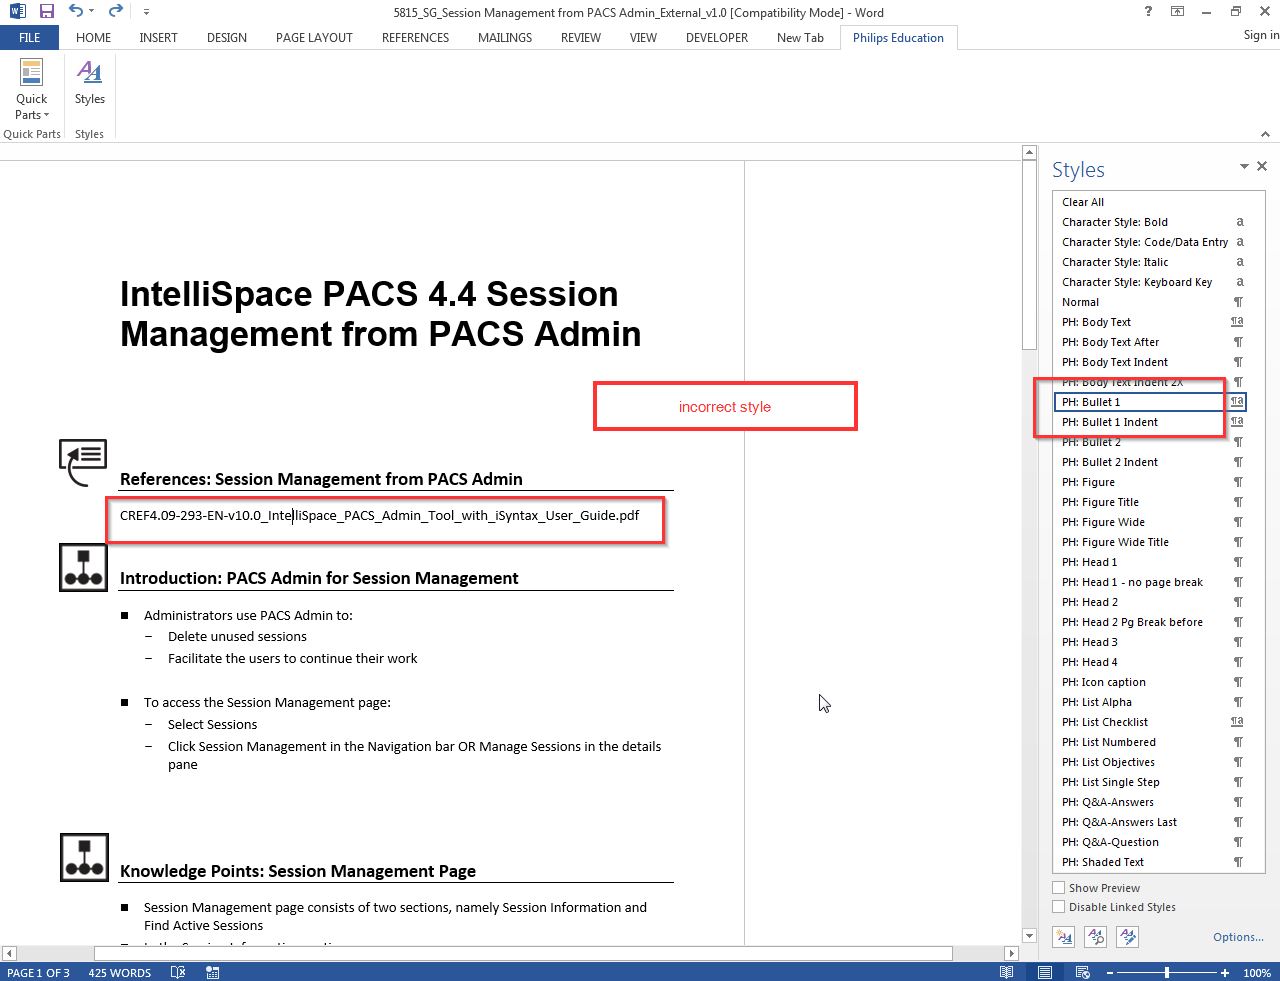 5815_SG_Session Management from PACS Admin_External_v1.0 [Compatibility Mode] - Word
FILE HOME INSERT DESIGN PAGE LAYOUT REFERENCES MAILINGS REVIEW VIEW DEVELOPER New Tab Philips Education Sign in
Quick Parts
Styles
Quick Parts Styles
IntelliSpace PACS 4.4 Session
Management from PACS Admin
incorrect style
References: Session Management from PACS Admin
CREF4.09-293-EN-v10.0_IntelliSpace_PACS_Admin_Tool_with_iSyntax_User_Guide.pdf
Introduction: PACS Admin for Session Management
■ Administrators use PACS Admin to:
– Delete unused sessions
– Facilitate the users to continue their work
■ To access the Session Management page:
– Select Sessions
– Click Session Management in the Navigation bar OR Manage Sessions in the details
pane
Knowledge Points: Session Management Page
■ Session Management page consists of two sections, namely Session Information and
Find Active Sessions
Styles
Clear All
Character Style: Bold a
Character Style: Code/Data Entry a
Character Style: Italic a
Character Style: Keyboard Key a
Normal ¶
PH: Body Text ¶a
PH: Body Text After ¶
PH: Body Text Indent ¶
PH: Body Text Indent 2X ¶
PH: Bullet 1 ¶a
PH: Bullet 1 Indent ¶a
PH: Bullet 2 ¶
PH: Bullet 2 Indent ¶
PH: Figure ¶
PH: Figure Title ¶
PH: Figure Wide ¶
PH: Figure Wide Title ¶
PH: Head 1 ¶
PH: Head 1 - no page break ¶
PH: Head 2 ¶
PH: Head 2 Pg Break before ¶
PH: Head 3 ¶
PH: Head 4 ¶
PH: Icon caption ¶
PH: List Alpha ¶
PH: List Checklist ¶a
PH: List Numbered ¶
PH: List Objectives ¶
PH: List Single Step ¶
PH: Q&A-Answers ¶
PH: Q&A-Answers Last ¶
PH: Q&A-Question ¶
PH: Shaded Text ¶
Show Preview
Disable Linked Styles
Options...
PAGE 1 OF 3 425 WORDS 100%